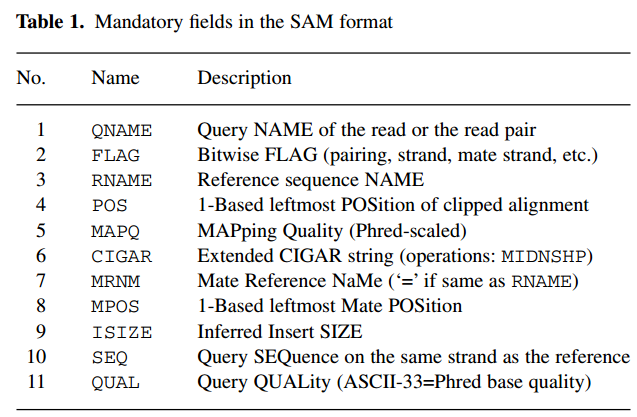 Table 1. Mandatory fields in the SAM format
No. Name Description
1 QNAME Query NAME of the read or the read pair
2 FLAG Bitwise FLAG (pairing, strand, mate strand, etc.)
3 RNAME Reference sequence NAME
4 POS 1-Based leftmost POSition of clipped alignment
5 MAPQ MAPping Quality (Phred-scaled)
6 CIGAR Extended CIGAR string (operations: MIDNSHP)
7 MRNM Mate Reference NaMe (‘=’ if same as RNAME)
8 MPOS 1-Based leftmost Mate POSition
9 ISIZE Inferred Insert SIZE
10 SEQ Query SEQuence on the same strand as the reference
11 QUAL Query QUALity (ASCII-33=Phred base quality)